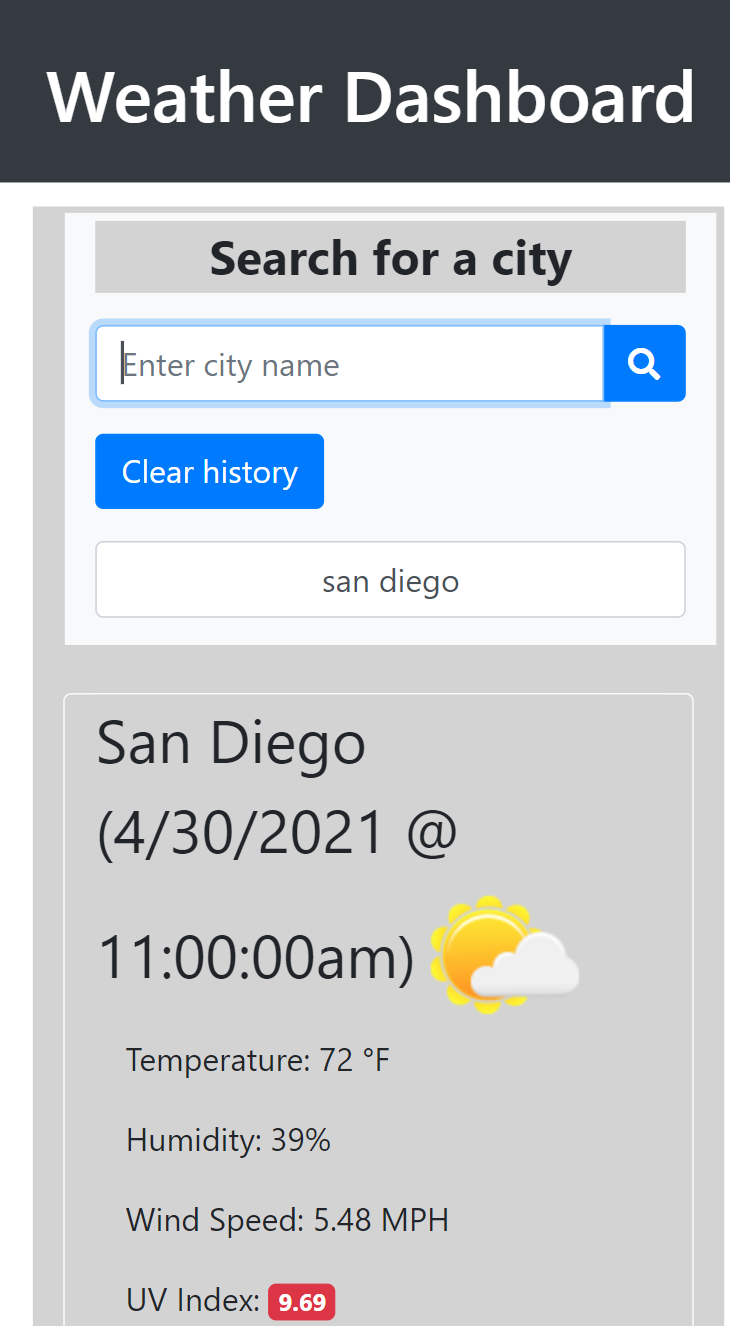 Weather Dashboard
Search for a city
Enter city name
Clear history
san diego
San Diego
(4/30/2021 @
11:00:00am)
Temperature: 72 °F
Humidity: 39%
Wind Speed: 5.48 MPH
UV Index: 9.69